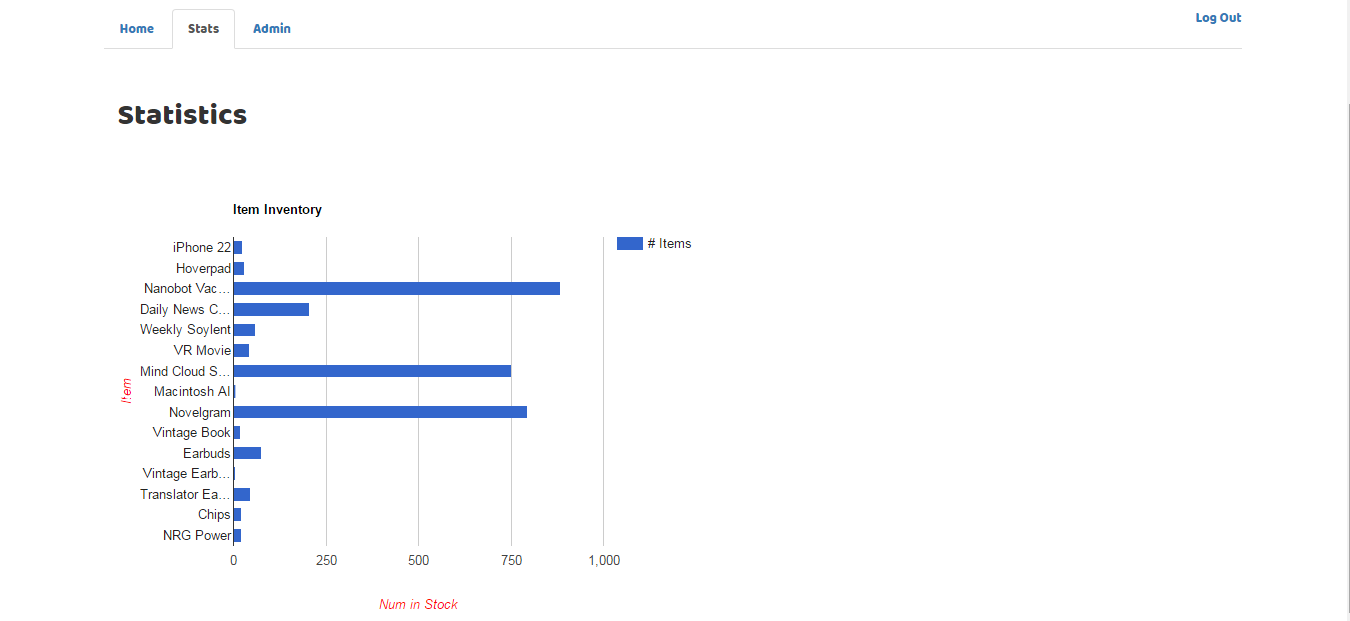 Home Stats Admin Log Out
Statistics
Item Inventory
# Items
Item
iPhone 22
Hoverpad
Nanobot Vac...
Daily News C...
Weekly Soylent
VR Movie
Mind Cloud S...
Macintosh AI
Novelgram
Vintage Book
Earbuds
Vintage Earb...
Translator Ea...
Chips
NRG Power
0 250 500 750 1,000
Num in Stock